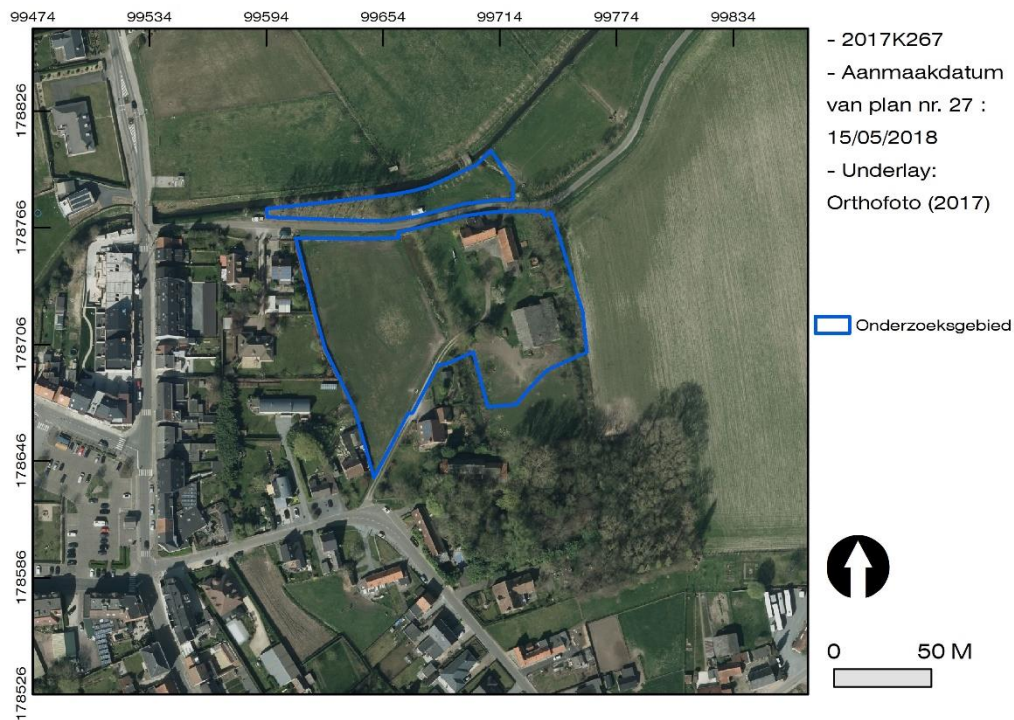 99474 99534 99594 99654 99714 99774 99834
178826
178766
178706
178646
178586
178526
- 2017K267
- Aanmaakdatum
van plan nr. 27 :
15/05/2018
- Underlay:
Orthofoto (2017)
Onderzoeksgebied
0 50 M